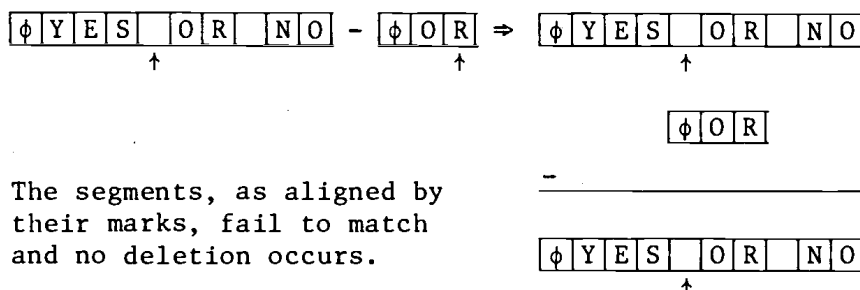 ϕYES OR NO - ϕOR ⇒ ϕYES OR NO
↑ ↑ ↑
ϕOR
The segments, as aligned by
their marks, fail to match
and no deletion occurs.
-
ϕYES OR NO
↑